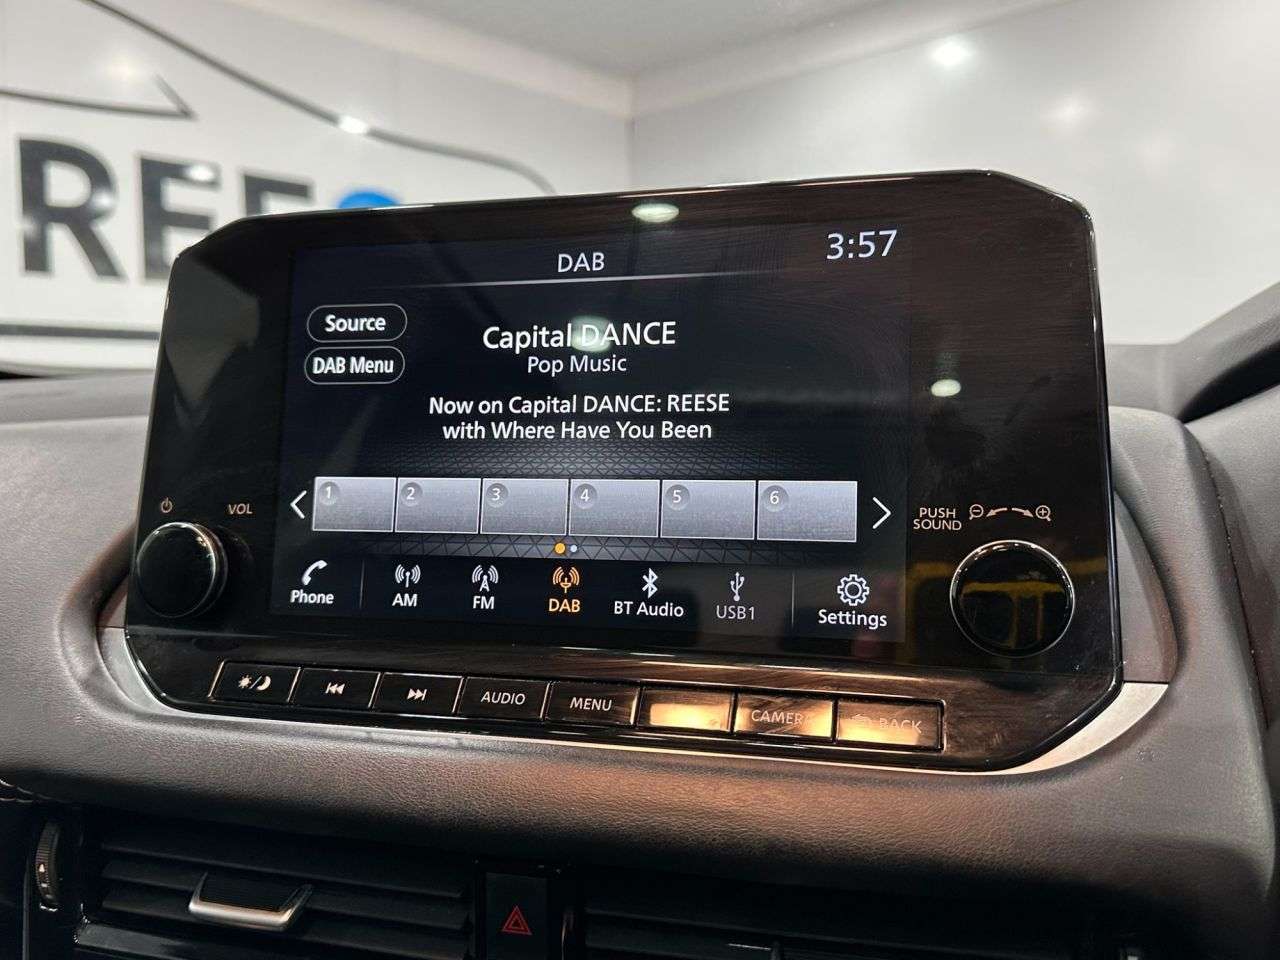 REE
DAB
3:57
Source
DAB Menu
Capital DANCE
Pop Music
Now on Capital DANCE: REESE
with Where Have You Been
1 2 3 4 5 6
VOL
PUSH
SOUND
Phone
AM
FM
DAB
BT Audio
USB1
Settings
AUDIO
MENU
CAMERA
BACK